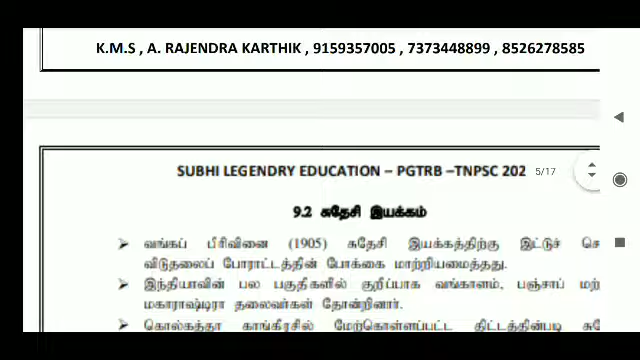 K.M.S , A. RAJENDRA KARTHIK , 9159357005 , 7373448899 , 8526278585
SUBHI LEGENDRY EDUCATION – PGTRB –TNPSC 202
5/17
9.2 சுதேசி இயக்கம்
➢ வங்கப் பிரிவினை (1905) சுதேசி இயக்கத்திற்கு இட்டுச் செ
விடுதலைப் போராட்டத்தின் போக்கை மாற்றியமைத்தது.
➢ இந்தியாவின் பல பகுதிகளில் குறிப்பாக வங்காளம், பஞ்சாப் மற்
மகாராஷ்டிரா தலைவர்கள் தோன்றினார்.
➢ கொல்கத்தா காங்கிரசில் மேற்கொள்ளப்பட்ட திட்டத்தின்படி சுதே